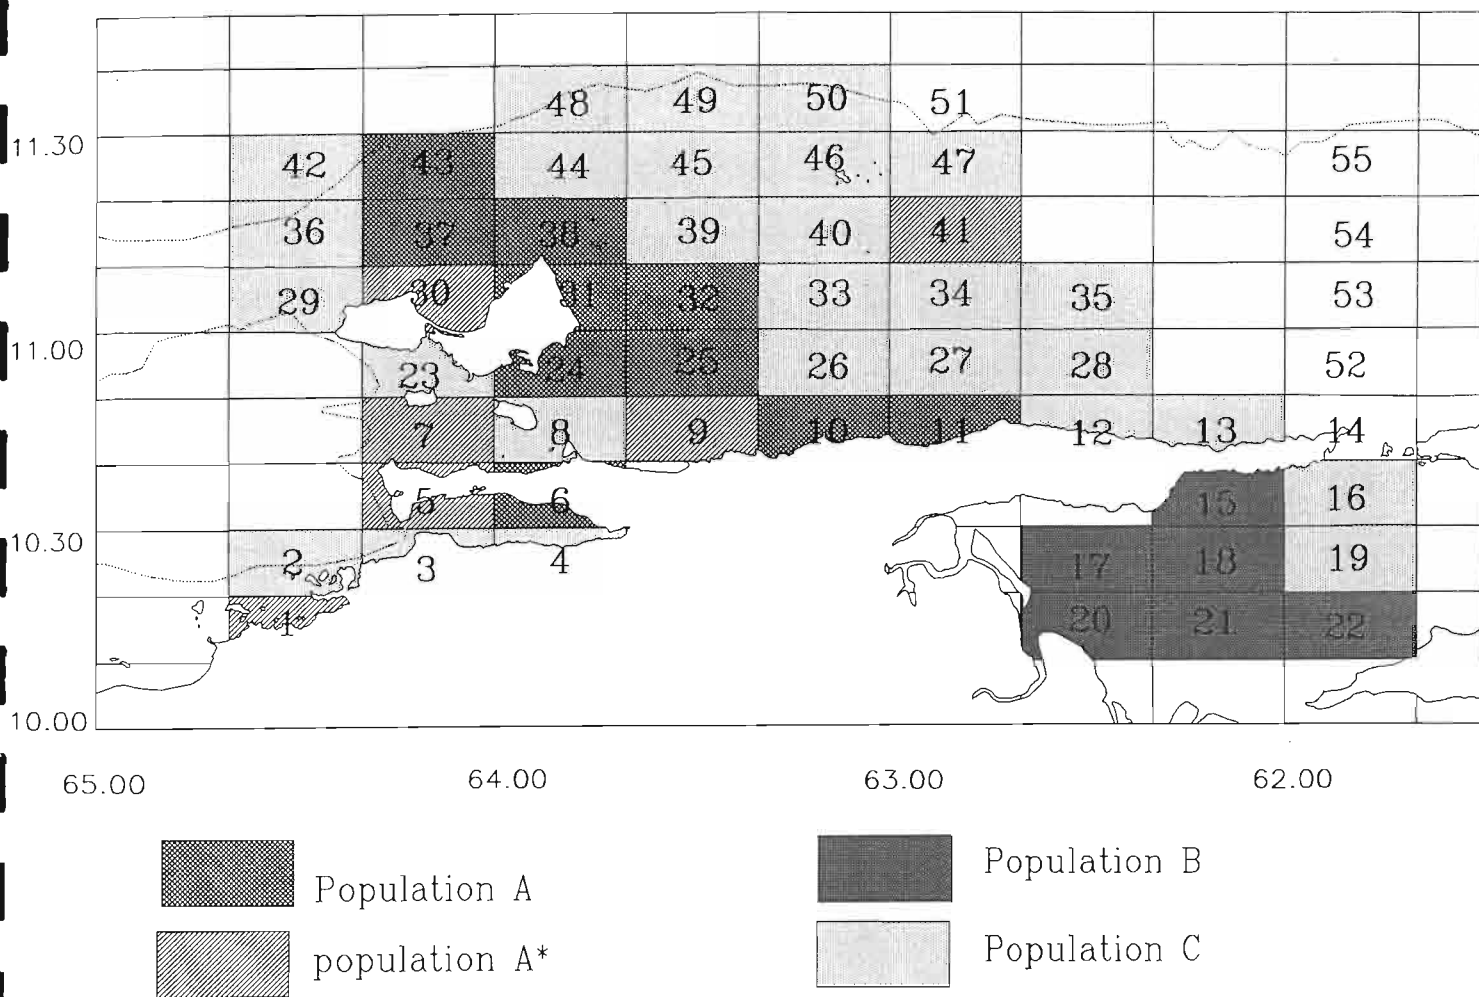 48 49 50 51
11.30
42 43 44 45 46 47 55
36 37 38 39 40 41 54
29 30 31 32 33 34 35 53
11.00
23 24 25 26 27 28 52
7 8 9 10 11 12 13 14
5 6 15 16
10.30
2 3 4 17 18 19
1 20 21 22
10.00
65.00 64.00 63.00 62.00
Population A
Population B
population A*
Population C